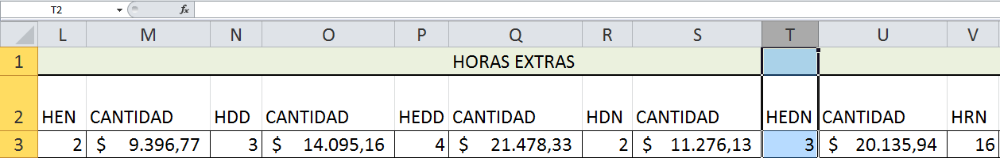 T2 fx
L M N O P Q R S T U V
1 HORAS EXTRAS
2 HEN CANTIDAD HDD CANTIDAD HEDD CANTIDAD HDN CANTIDAD HEDN CANTIDAD HRN
3 2 $ 9.396,77 3 $ 14.095,16 4 $ 21.478,33 2 $ 11.276,13 3 $ 20.135,94 16